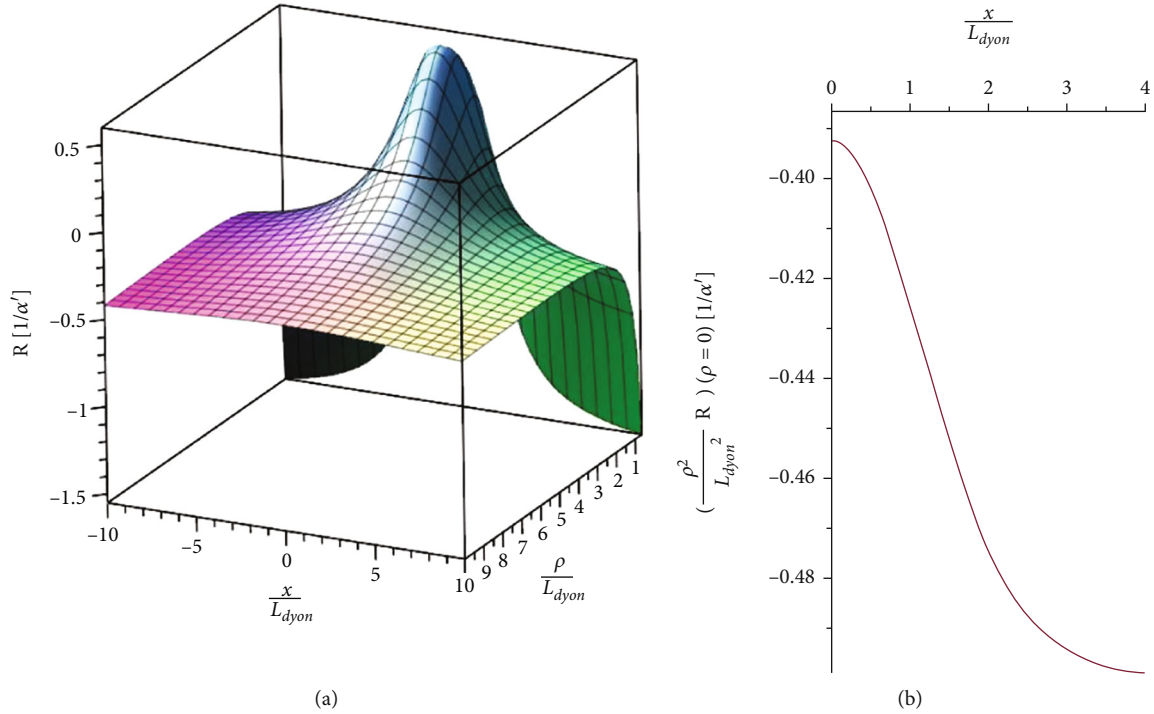 R [1/α′]
0.5
0
−0.5
−1
−1.5
−10
−5
0
5
10
x
L_dyon
9
8
7
6
5
4
3
2
1
ρ
L_dyon
(a)
x
L_dyon
0
1
2
3
4
−0.40
−0.42
−0.44
−0.46
−0.48
(ρ²/L_dyon² R ) (ρ = 0) [1/α′]
(b)